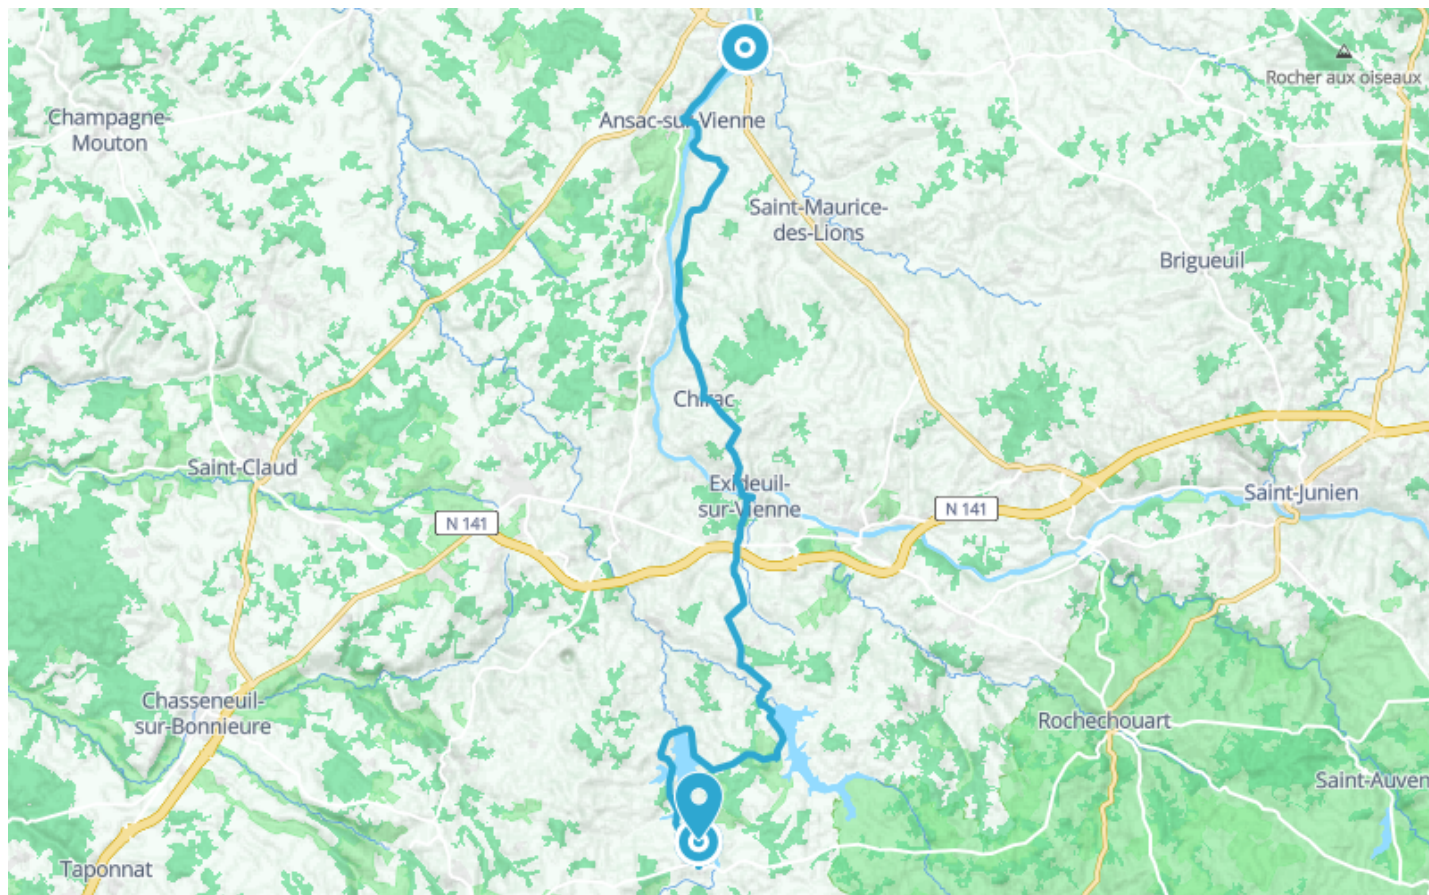 Rocher aux oiseaux
Champagne-
Mouton
Ansac-sur-Vienne
Saint-Maurice-
des-Lions
Brigueuil
Chirac
Saint-Claud
Exideuil-
sur-Vienne
Saint-Junien
N 141
N 141
Chasseneuil-
sur-Bonnieure
Rochechouart
Saint-Auven
Taponnat